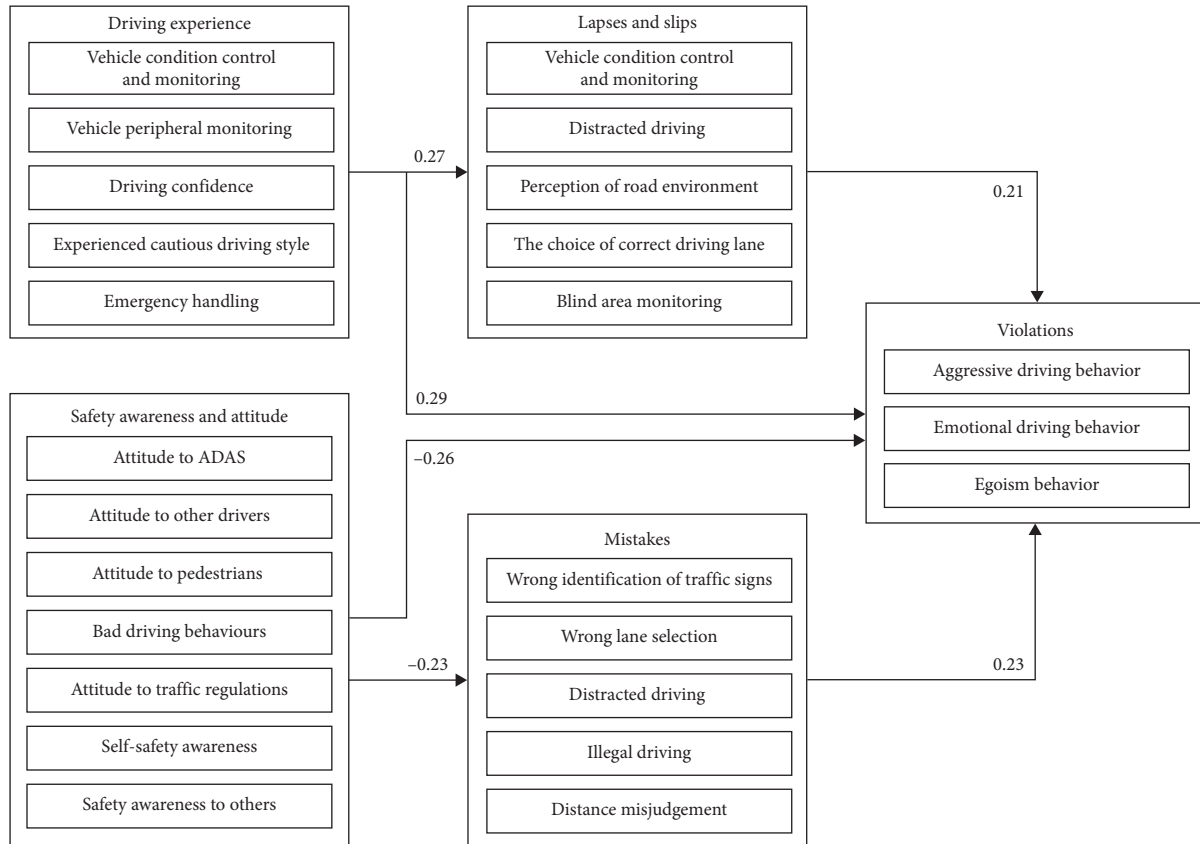 Driving experience
Vehicle condition control
and monitoring
Vehicle peripheral monitoring
Driving confidence
Experienced cautious driving style
Emergency handling
0.27
Lapses and slips
Vehicle condition control
and monitoring
Distracted driving
Perception of road environment
The choice of correct driving lane
Blind area monitoring
0.21
0.29
–0.26
Violations
Aggressive driving behavior
Emotional driving behavior
Egoism behavior
Safety awareness and attitude
Attitude to ADAS
Attitude to other drivers
Attitude to pedestrians
Bad driving behaviours
Attitude to traffic regulations
Self-safety awareness
Safety awareness to others
–0.23
Mistakes
Wrong identification of traffic signs
Wrong lane selection
Distracted driving
Illegal driving
Distance misjudgement
0.23